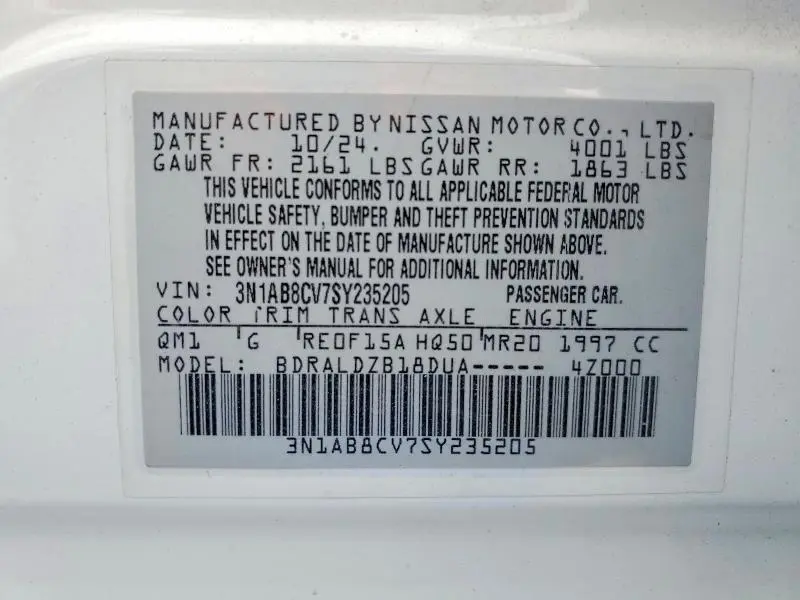 MANUFACTURED BY NISSAN MOTOR CO., LTD.
DATE: 10/24. GVWR: 4001 LBS
GAWR FR: 2161 LBS GAWR RR: 1863 LBS
THIS VEHICLE CONFORMS TO ALL APPLICABLE FEDERAL MOTOR
VEHICLE SAFETY, BUMPER AND THEFT PREVENTION STANDARDS
IN EFFECT ON THE DATE OF MANUFACTURE SHOWN ABOVE.
SEE OWNER'S MANUAL FOR ADDITIONAL INFORMATION.
VIN: 3N1AB8CV7SY235205 PASSENGER CAR.
COLOR TRIM TRANS AXLE ENGINE
QM1 G RE0F15A HQ50 MR20 1997 CC
MODEL: BDRALDZB18DUA----- 4Z000
3N1AB8CV7SY235205